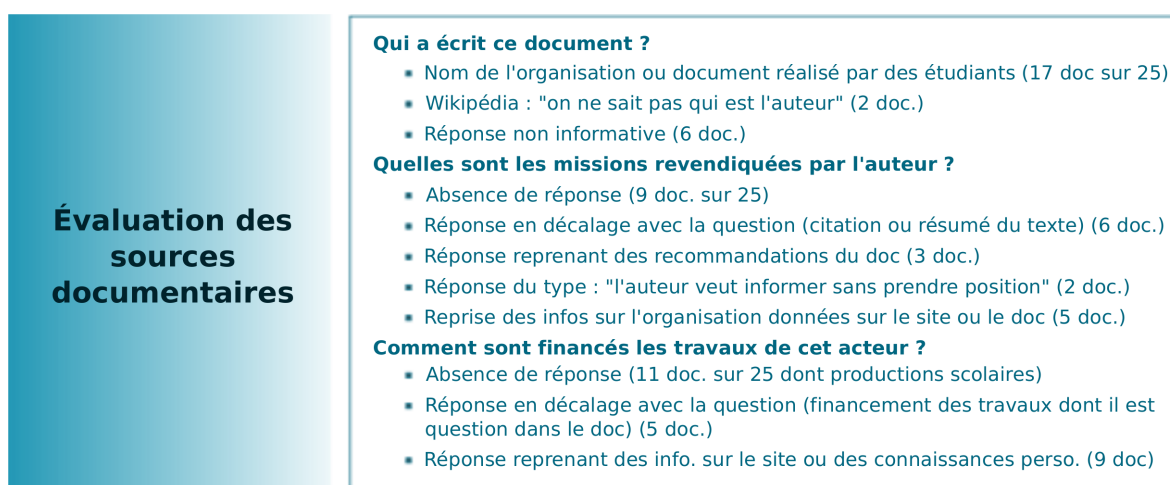 Évaluation des
sources
documentaires
Qui a écrit ce document ?
Nom de l'organisation ou document réalisé par des étudiants (17 doc sur 25)
Wikipédia : "on ne sait pas qui est l'auteur" (2 doc.)
Réponse non informative (6 doc.)
Quelles sont les missions revendiquées par l'auteur ?
Absence de réponse (9 doc. sur 25)
Réponse en décalage avec la question (citation ou résumé du texte) (6 doc.)
Réponse reprenant des recommandations du doc (3 doc.)
Réponse du type : "l'auteur veut informer sans prendre position" (2 doc.)
Reprise des infos sur l'organisation données sur le site ou le doc (5 doc.)
Comment sont financés les travaux de cet acteur ?
Absence de réponse (11 doc. sur 25 dont productions scolaires)
Réponse en décalage avec la question (financement des travaux dont il est
question dans le doc) (5 doc.)
Réponse reprenant des info. sur le site ou des connaissances perso. (9 doc)